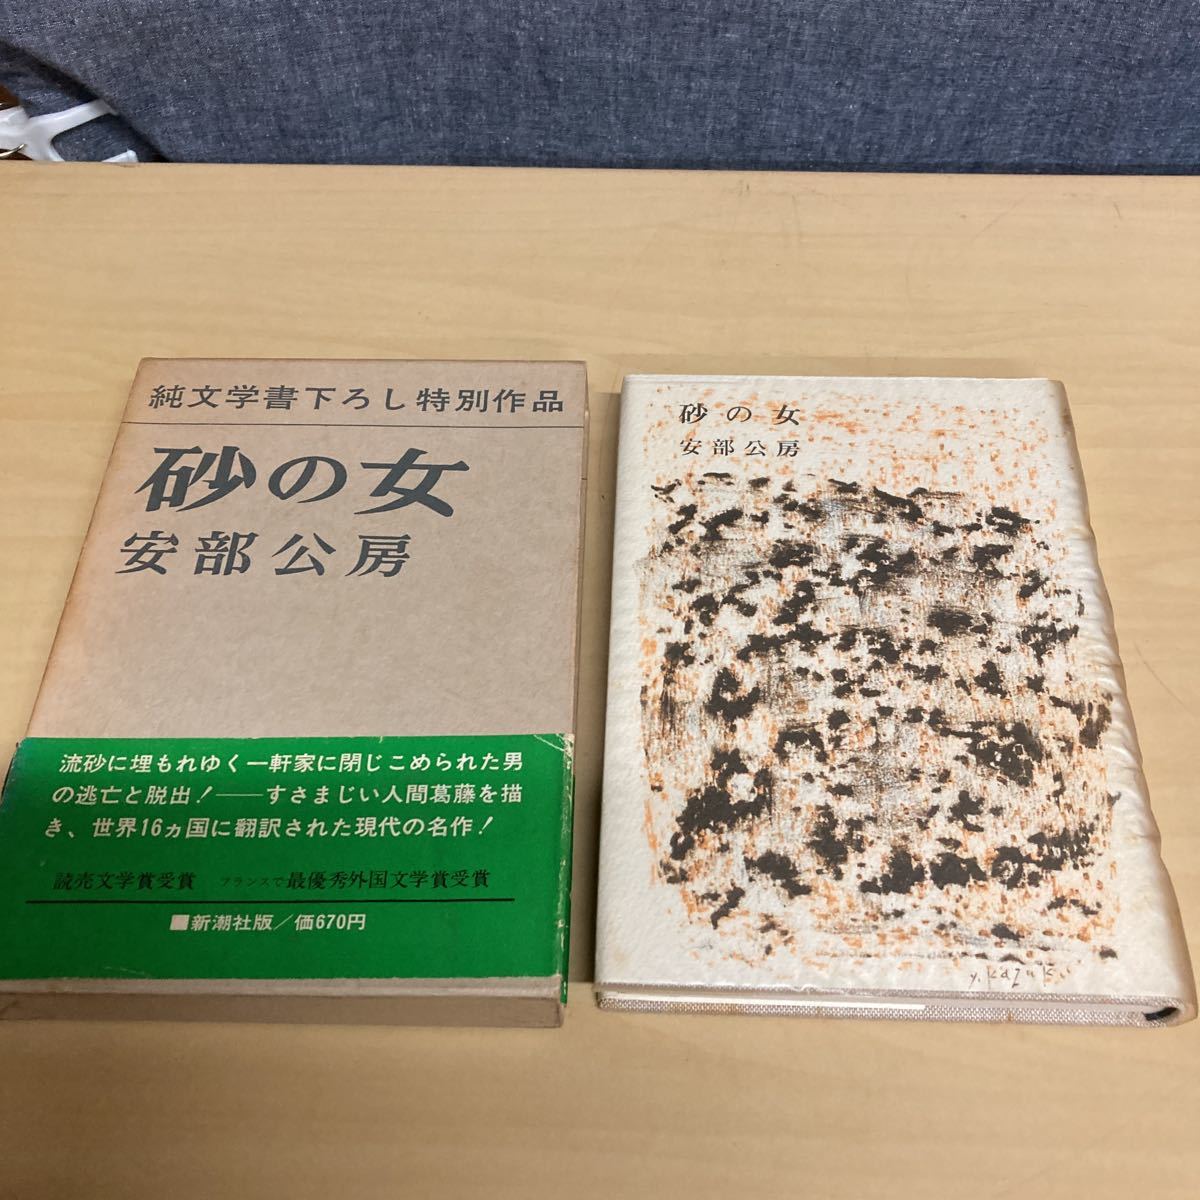 純文学書下ろし特別作品
砂の女
安部公房
流砂に埋もれゆく一軒家に閉じこめられた男
の逃亡と脱出！——すさまじい人間葛藤を描
き、世界16ヵ国に翻訳された現代の名作！
読売文学賞受賞 フランスで最優秀外国文学賞受賞
■新潮社版／価670円
砂の女
安部公房